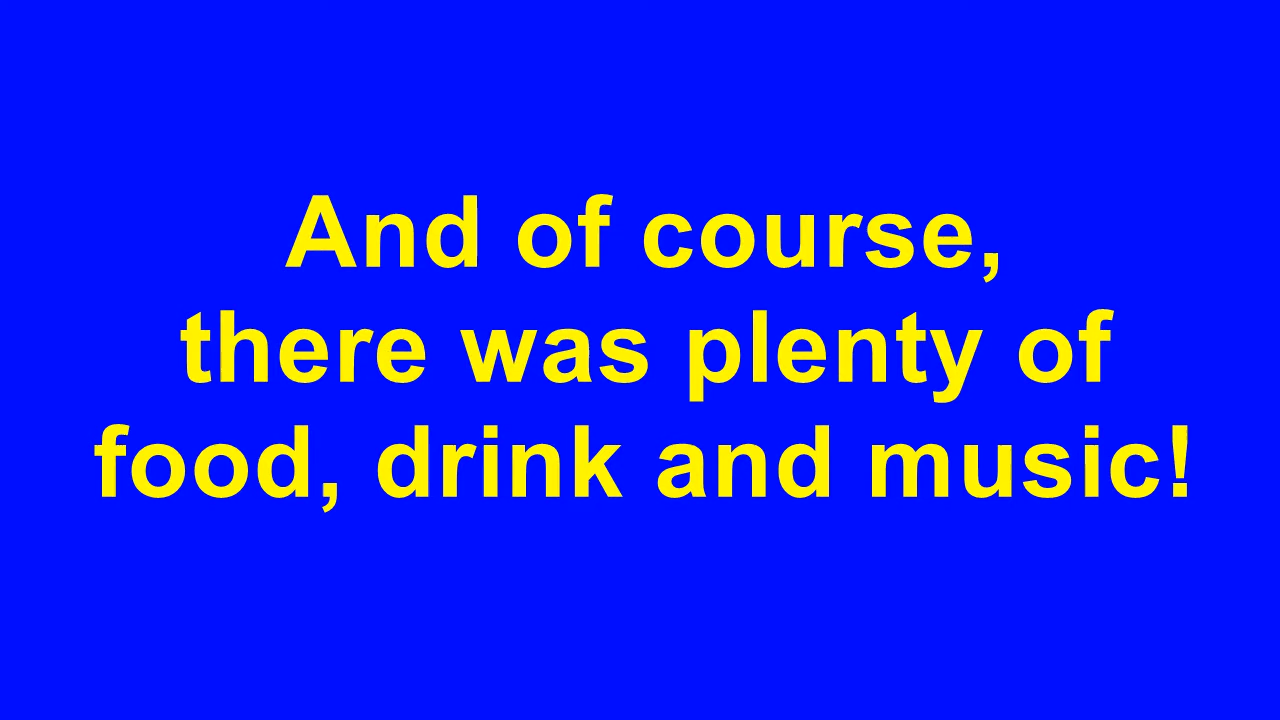 And of course,
there was plenty of
food, drink and music!